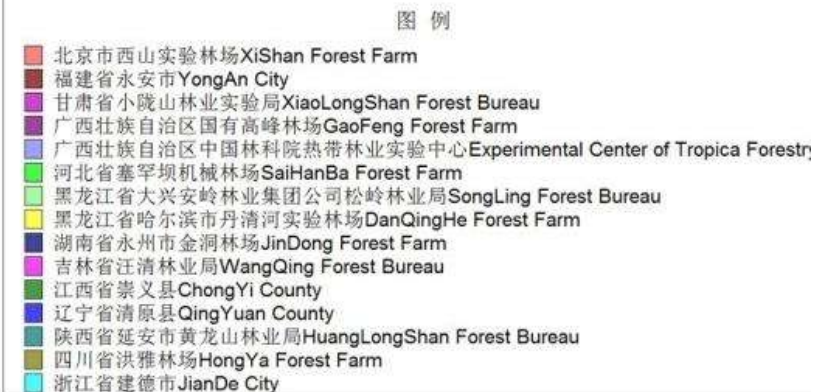 图 例
北京市西山实验林场XiShan Forest Farm
福建省永安市YongAn City
甘肃省小陇山林业实验局XiaoLongShan Forest Bureau
广西壮族自治区国有高峰林场GaoFeng Forest Farm
广西壮族自治区中国林科院热带林业实验中心Experimental Center of Tropica Forestry
河北省塞罕坝机械林场SaiHanBa Forest Farm
黑龙江省大兴安岭林业集团公司松岭林业局SongLing Forest Bureau
黑龙江省哈尔滨市丹清河实验林场DanQingHe Forest Farm
湖南省永州市金洞林场JinDong Forest Farm
吉林省汪清林业局WangQing Forest Bureau
江西省崇义县ChongYi County
辽宁省清原县QingYuan County
陕西省延安市黄龙山林业局HuangLongShan Forest Bureau
四川省洪雅林场HongYa Forest Farm
浙江省建德市JianDe City